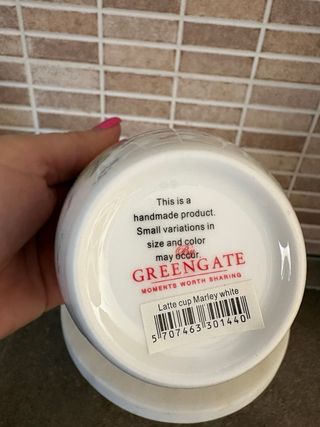 This is a
handmade product.
Small variations in
size and color
may occur.
GREENGATE
MOMENTS WORTH SHARING
Latte cup Marley white
5 707463 301440